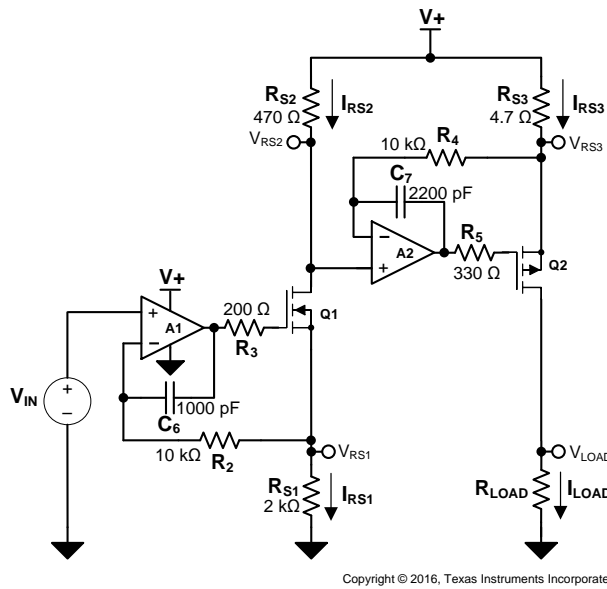 V+
RS2
470 Ω
IRS2
VRS2
RS3
4.7 Ω
IRS3
VRS3
10 kΩ
R4
C7
2200 pF
−
+
A2
R5
330 Ω
Q2
V+
+
−
A1
200 Ω
R3
Q1
VIN
+
−
1000 pF
C6
10 kΩ
R2
VRS1
RS1
2 kΩ
IRS1
VLOAD
RLOAD
ILOAD
Copyright © 2016, Texas Instruments Incorporate